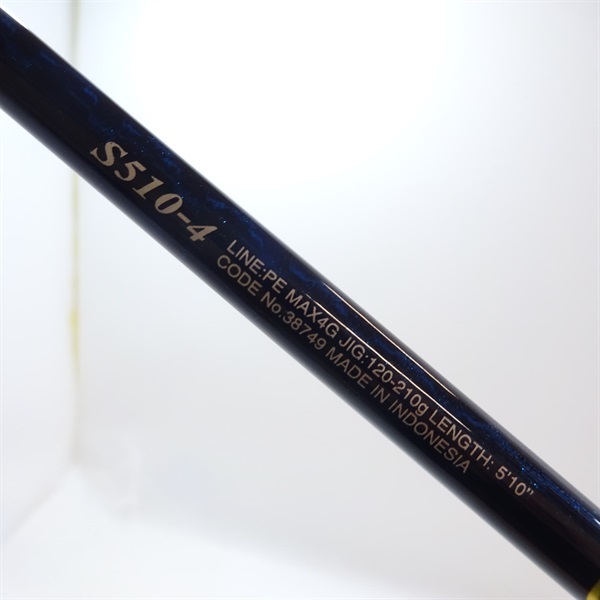 S510-4
LINE:PE MAX4G JIG:120-210g LENGTH: 5'10"
CODE No.38749 MADE IN INDONESIA